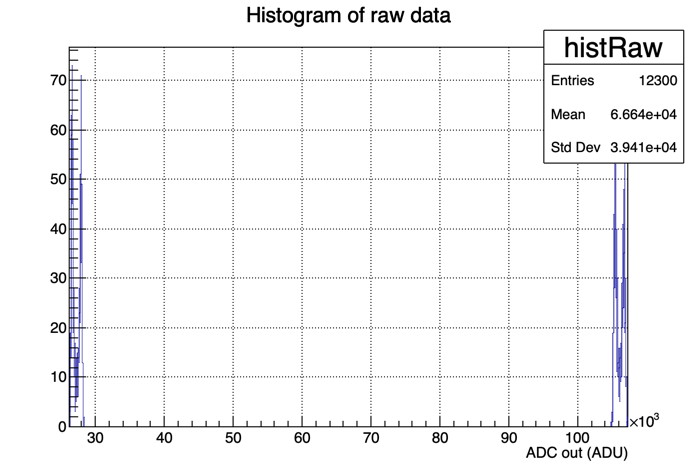 Histogram of raw data
histRaw
Entries 12300
Mean 6.664e+04
Std Dev 3.941e+04
70
60
50
40
30
20
10
0
30 40 50 60 70 80 90 100
×10³
ADC out (ADU)